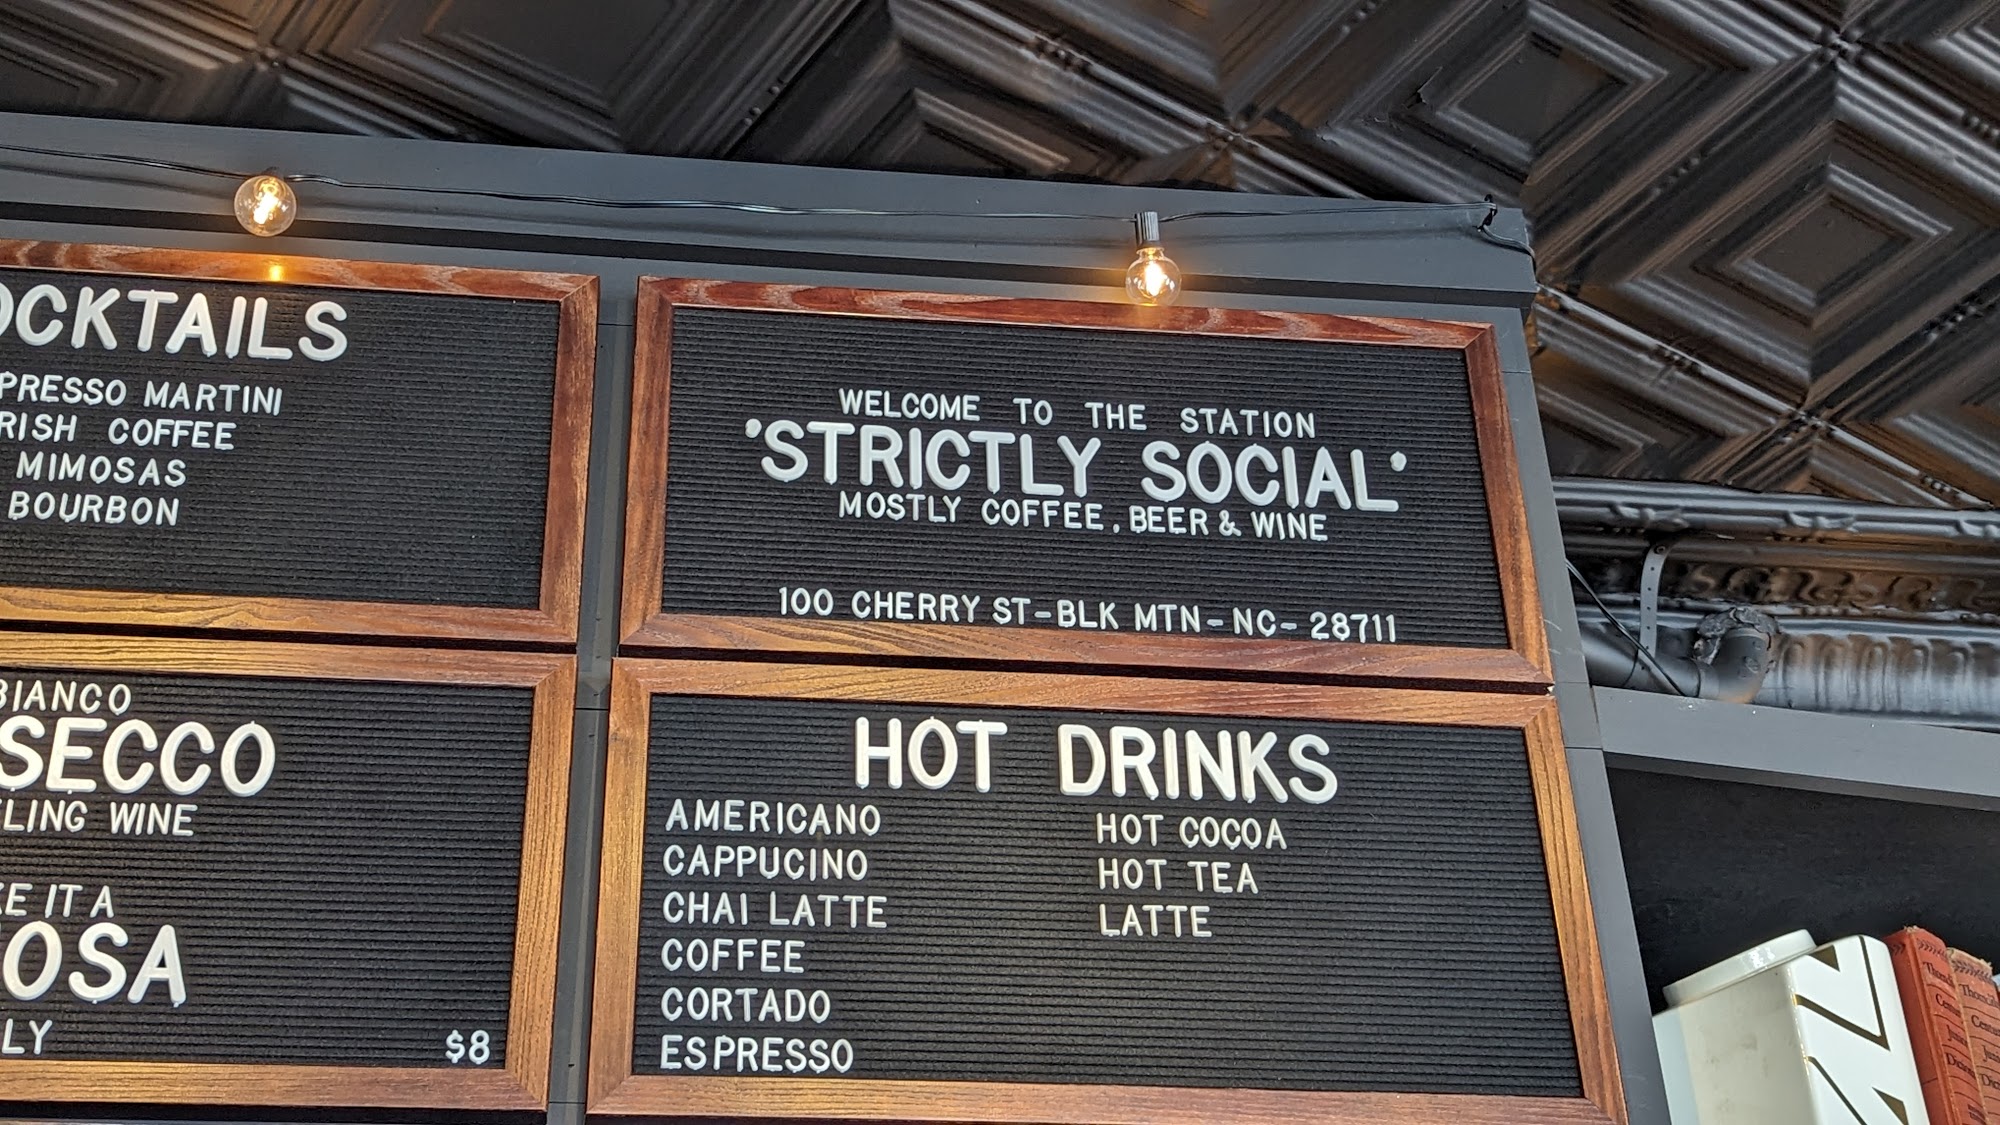 OCKTAILS
PRESSO MARTINI
RISH COFFEE
MIMOSAS
BOURBON
WELCOME TO THE STATION
'STRICTLY SOCIAL'
MOSTLY COFFEE, BEER & WINE
100 CHERRY ST-BLK MTN-NC-28711
BIANCO
SECCO
LING WINE
KE IT A
OSA
LY
$8
HOT DRINKS
AMERICANO
CAPPUCINO
CHAI LATTE
COFFEE
CORTADO
ESPRESSO
HOT COCOA
HOT TEA
LATTE